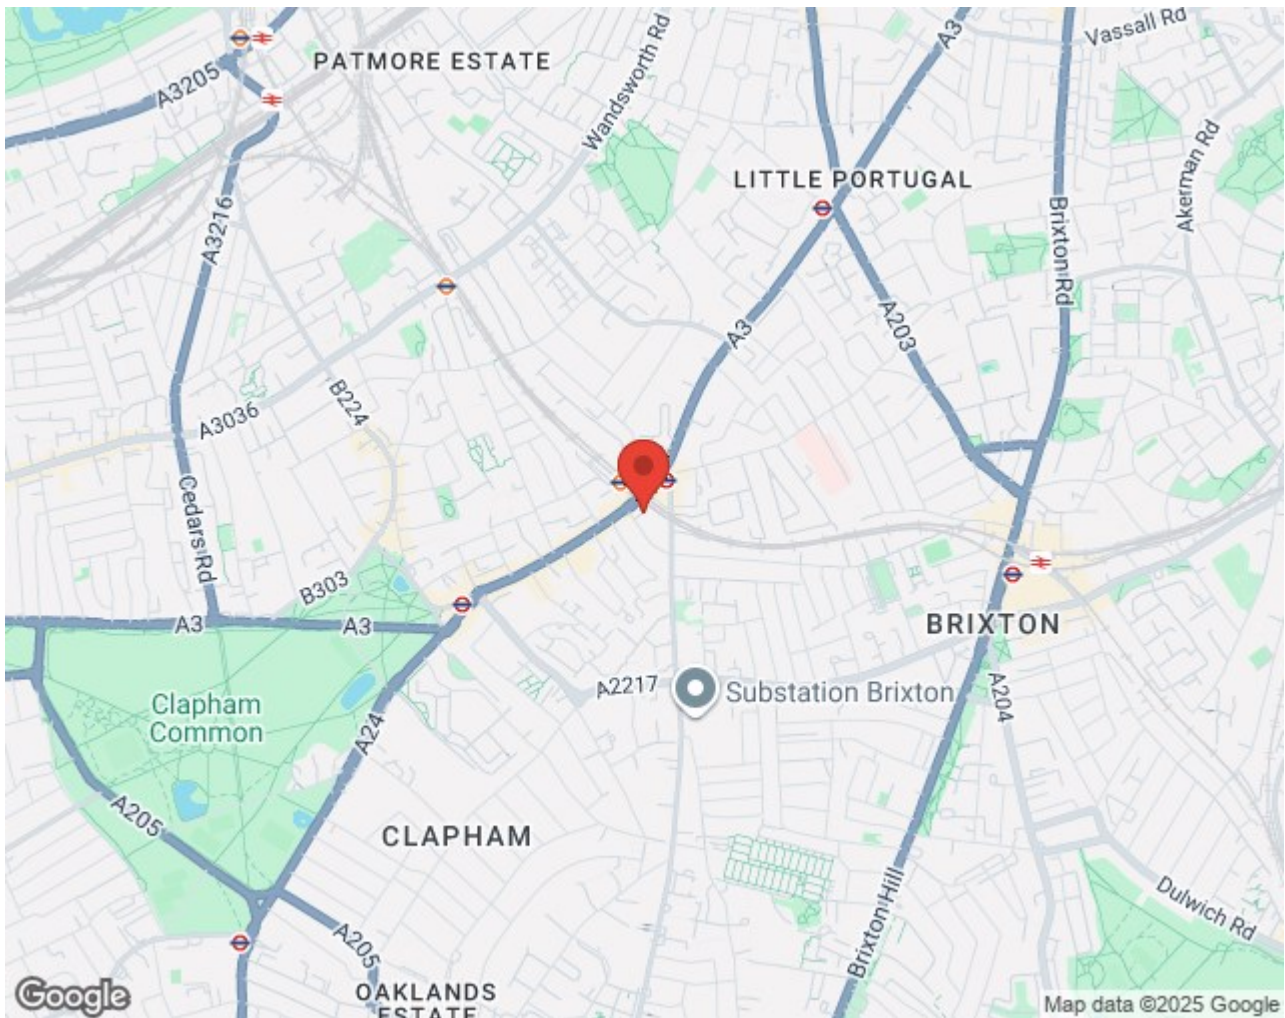 Vassall Rd
A3
PATMORE ESTATE
A3205
Wandsworth Rd
Akerman Rd
LITTLE PORTUGAL
A3216
Brixton Rd
A203
A3
B224
A3036
Cedars Rd
B303
A3
A3
BRIXTON
A2217
Substation Brixton
A204
Clapham
Common
A24
A205
CLAPHAM
Dulwich Rd
Brixton Hill
A205
OAKLANDS
ESTATE
Google
Map data ©2025 Google